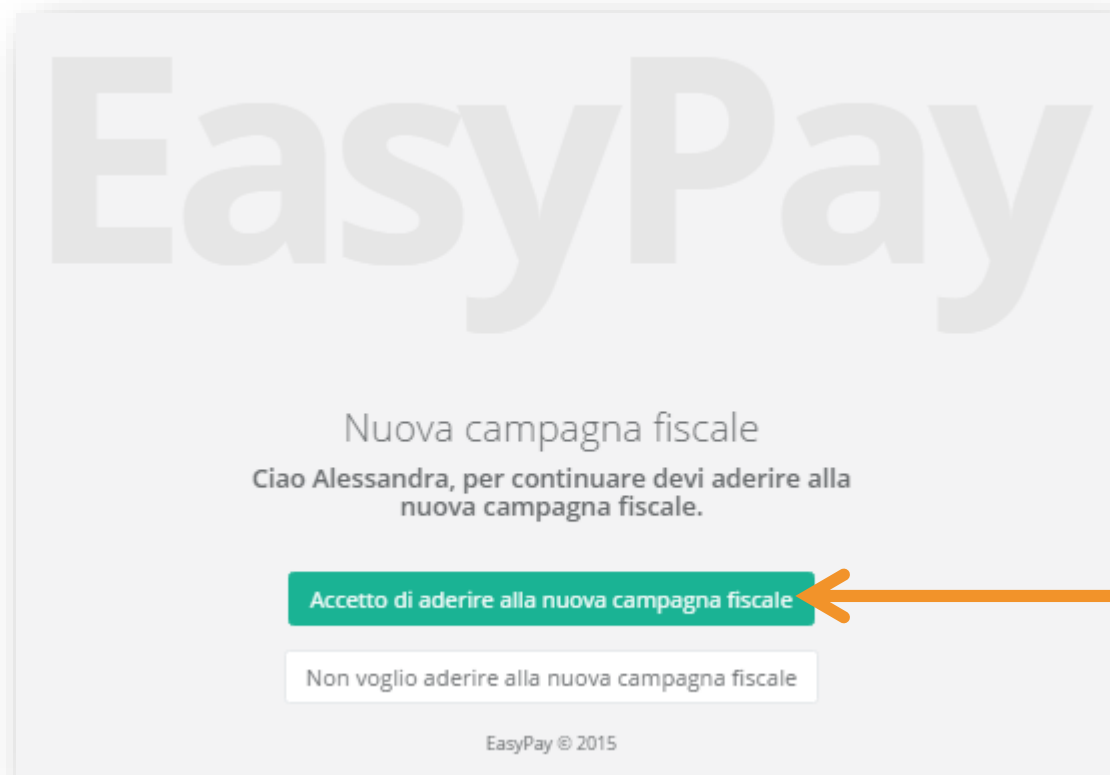 EasyPay
Nuova campagna fiscale
Ciao Alessandra, per continuare devi aderire alla
nuova campagna fiscale.
Accetto di aderire alla nuova campagna fiscale
Non voglio aderire alla nuova campagna fiscale
EasyPay © 2015